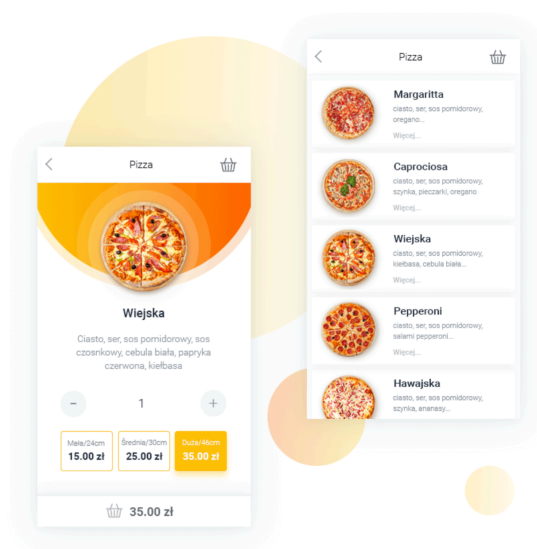 Pizza
Wiejska
Ciasto, ser, sos pomidorowy, sos
czosnkowy, cebula biała, papryka
czerwona, kiełbasa
-
1
+
Mała/24cm
15.00 zł
Średnia/30cm
25.00 zł
Duża/46cm
35.00 zł
35.00 zł
Pizza
Margaritta
ciasto, ser, sos pomidorowy,
oregano...
Więcej...
Caprociosa
ciasto, ser, sos pomidorowy,
szynka, pieczarki, oregano
Więcej...
Wiejska
ciasto, ser, sos pomidorowy,
kiełbasa, cebula biała...
Więcej...
Pepperoni
ciasto, ser, sos pomidorowy,
salami pepperoni...
Więcej...
Hawajska
ciasto, ser, sos pomidorowy,
szynka, ananasy...